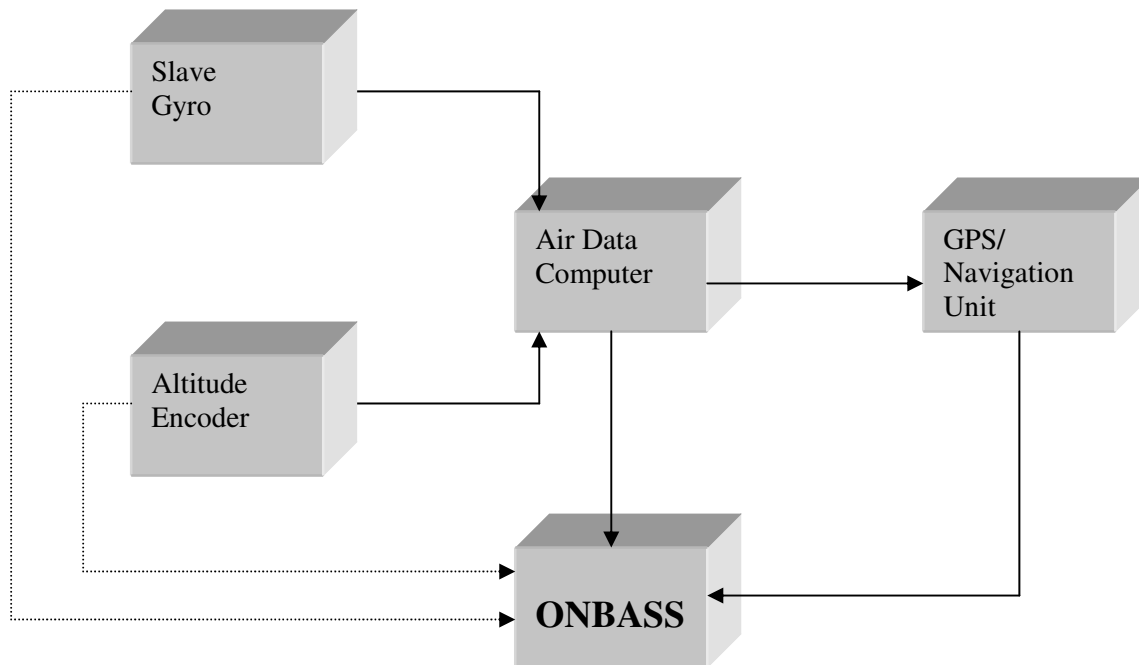 Slave
Gyro
Air Data
Computer
GPS/
Navigation
Unit
Altitude
Encoder
ONBASS